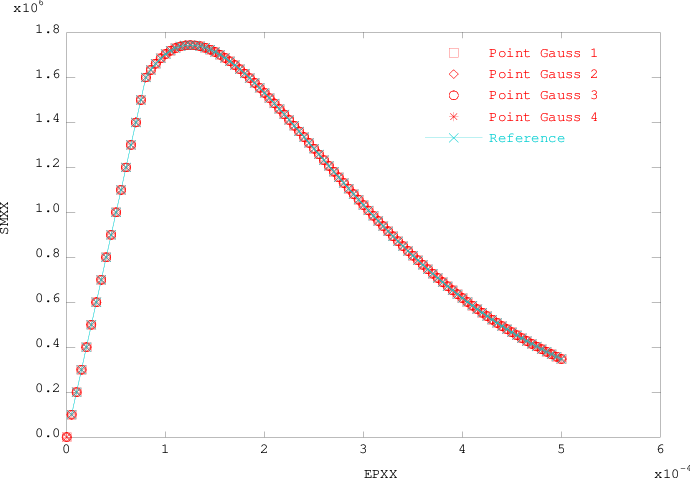 x10⁶
1.8
1.6
1.4
1.2
1.0
0.8
0.6
0.4
0.2
0.0
SMXX
Point Gauss 1
Point Gauss 2
Point Gauss 3
Point Gauss 4
Reference
0 1 2 3 4 5 6
EPXX
x10⁻⁴